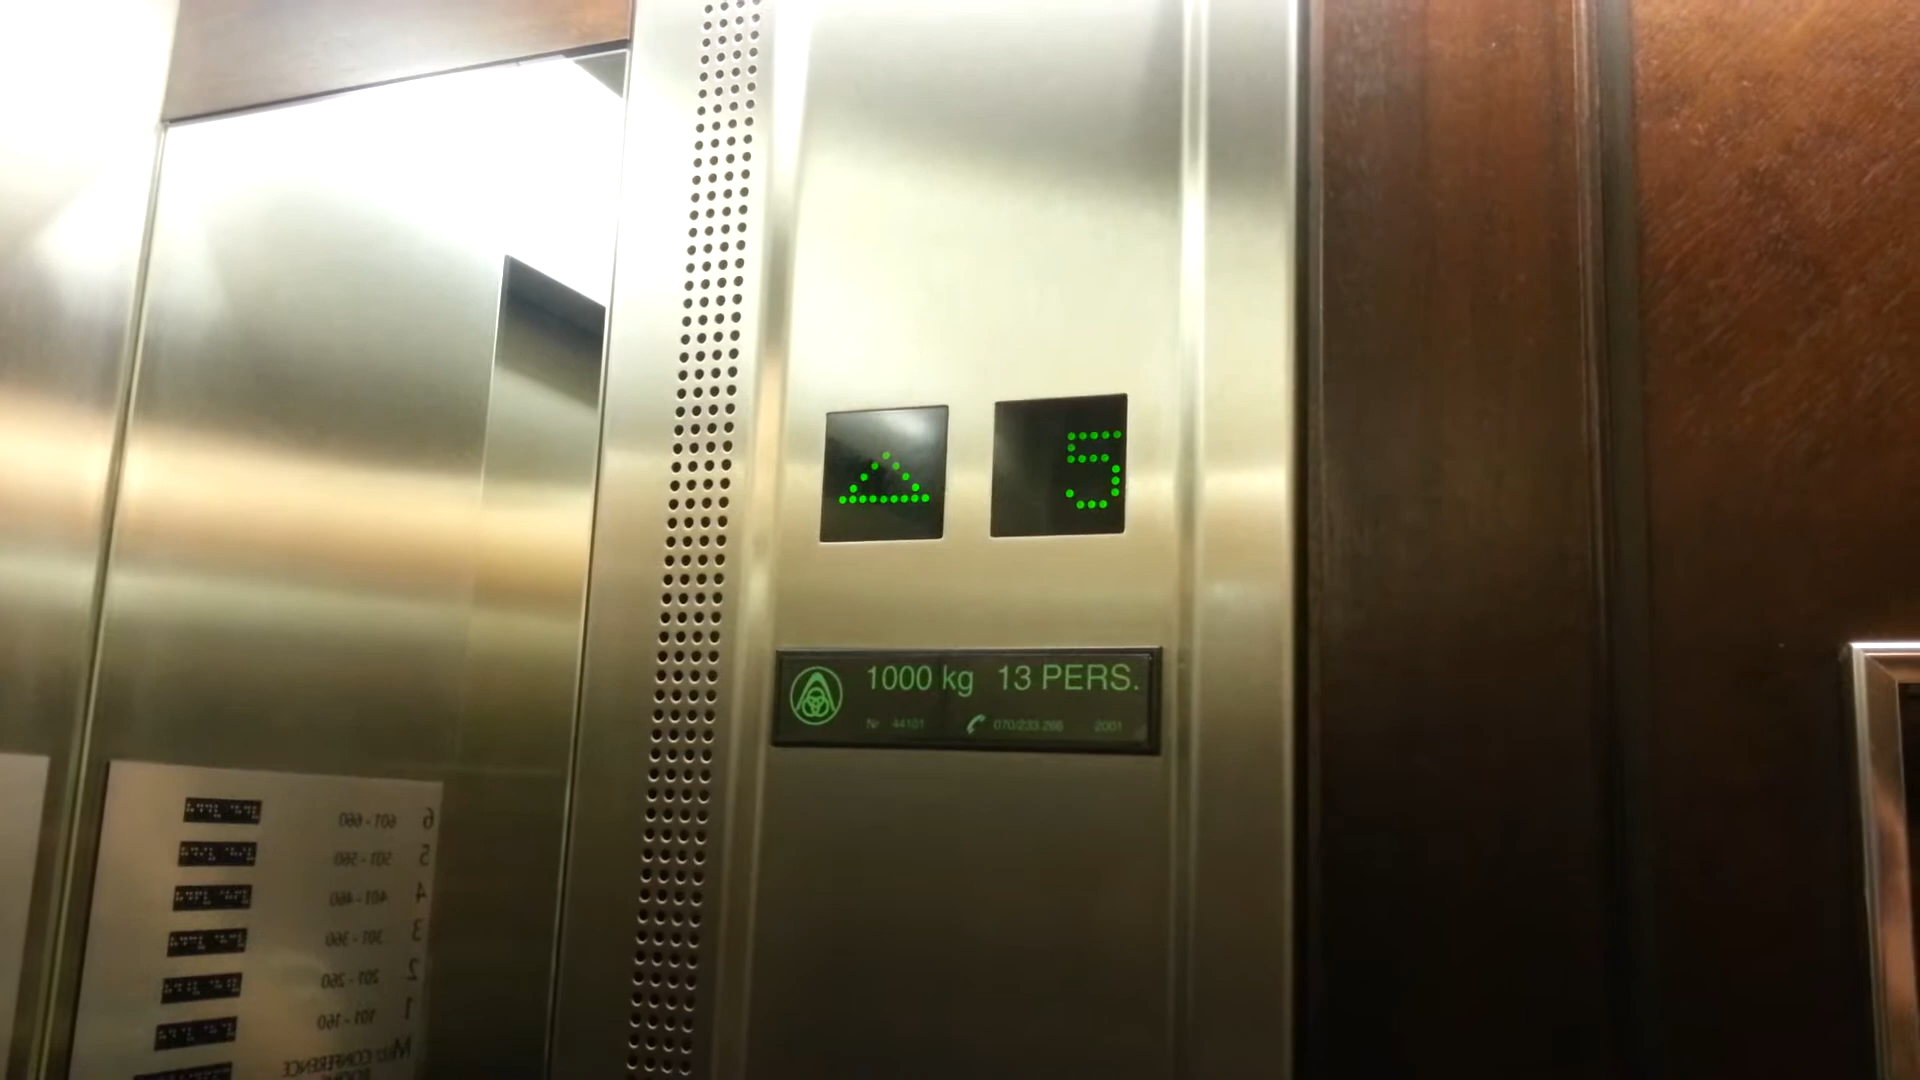 5
1000 kg 13 PERS.
Nr 44101 070/233.266 2001
6 601 - 660
5 501 - 560
4 401 - 460
3 301 - 360
2 201 - 260
1 101 - 160
CONFERENCE